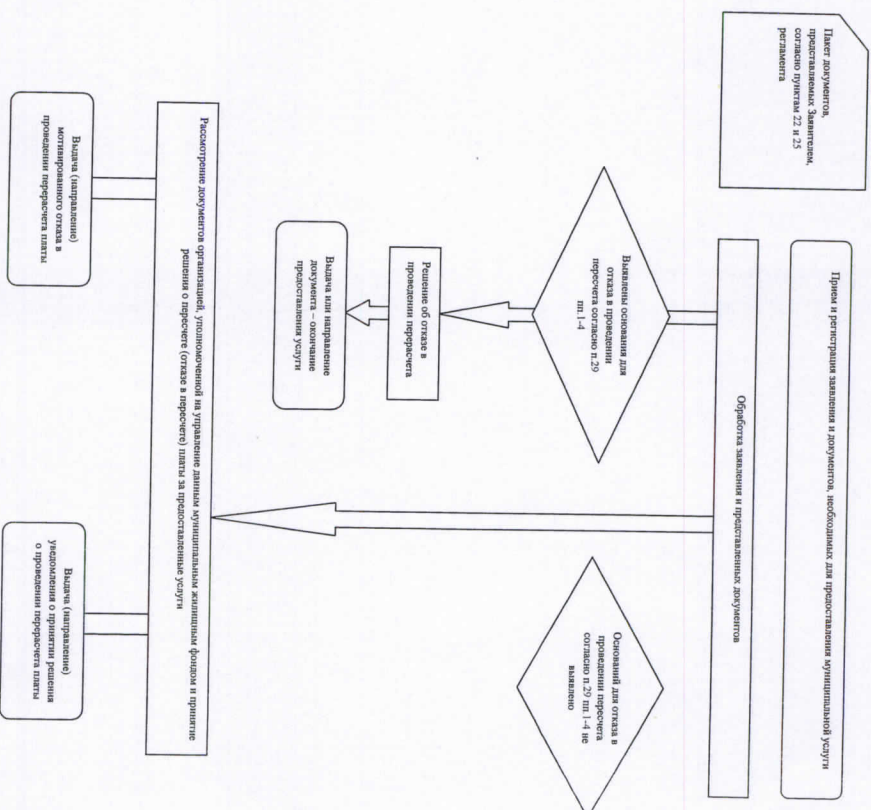 Пакет документов,
представляемых Заявителем,
согласно пунктам 22 и 25
регламента
Прием и регистрация заявления и документов, необходимых для предоставления муниципальной услуги
Обработка заявления и представленных документов
Выявлены основания для
отказа в проведении
пересчета согласно п.29
пп.1-4
Оснований для отказа в
проведении пересчета
согласно п.29 пп.1-4 не
выявлено
Решение об отказе в
проведении перерасчета
Выдача или направление
документа – окончание
предоставления услуги
Рассмотрение документов организацией, уполномоченной на управление данным муниципальным жилищным фондом и принятие
решения о пересчете (отказе в пересчете) платы за предоставленные услуги
Выдача (направление)
мотивированного отказа в
проведении перерасчета платы
Выдача (направление)
уведомления о принятии решения
о проведении перерасчета платы